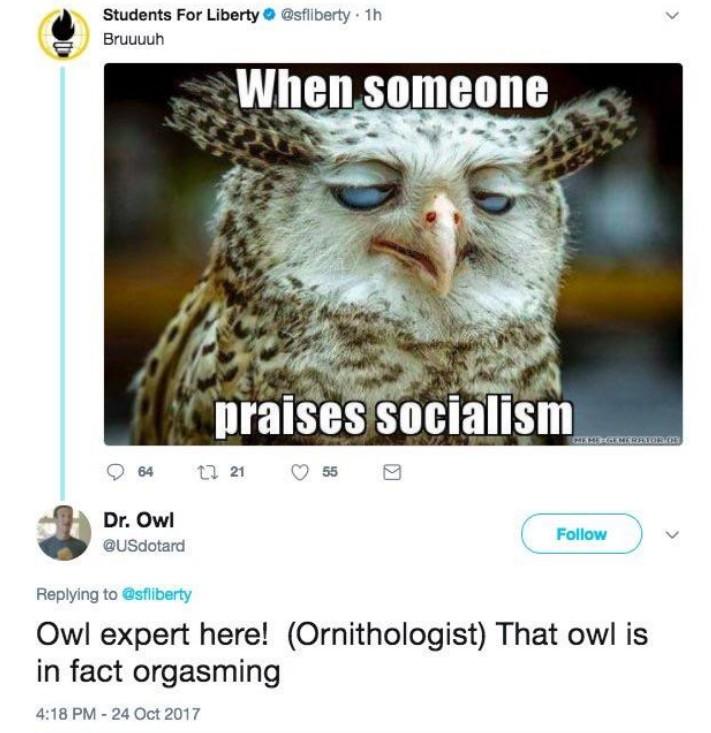 Students For Liberty @sfliberty · 1h
Bruuuuh
When someone
praises socialism
MEME-GENERATOR.DE
64 21 55
Dr. Owl
@USdotard
Follow
Replying to @sfliberty
Owl expert here! (Ornithologist) That owl is
in fact orgasming
4:18 PM - 24 Oct 2017